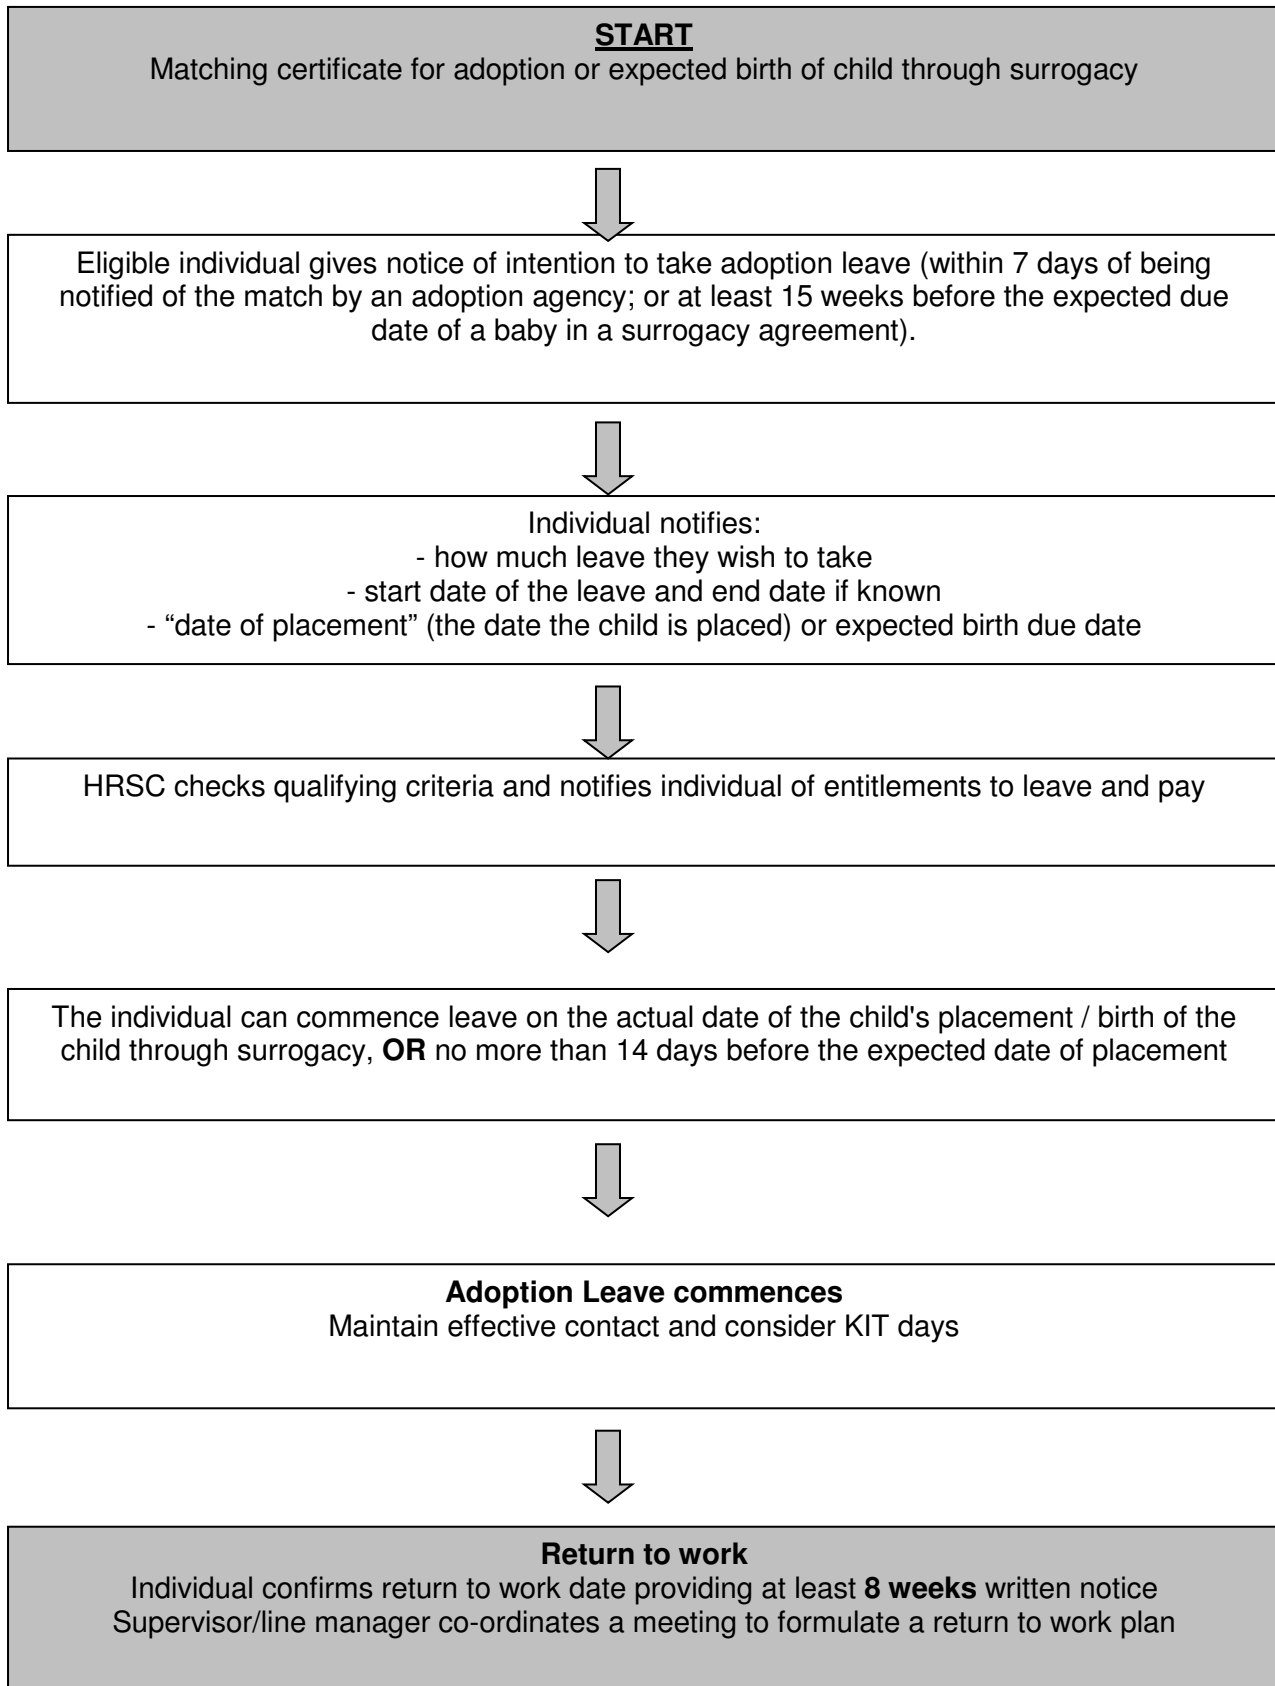 START
Matching certificate for adoption or expected birth of child through surrogacy
Eligible individual gives notice of intention to take adoption leave (within 7 days of being
notified of the match by an adoption agency; or at least 15 weeks before the expected due
date of a baby in a surrogacy agreement).
Individual notifies:
- how much leave they wish to take
- start date of the leave and end date if known
- “date of placement” (the date the child is placed) or expected birth due date
HRSC checks qualifying criteria and notifies individual of entitlements to leave and pay
The individual can commence leave on the actual date of the child's placement / birth of the
child through surrogacy, OR no more than 14 days before the expected date of placement
Adoption Leave commences
Maintain effective contact and consider KIT days
Return to work
Individual confirms return to work date providing at least 8 weeks written notice
Supervisor/line manager co-ordinates a meeting to formulate a return to work plan